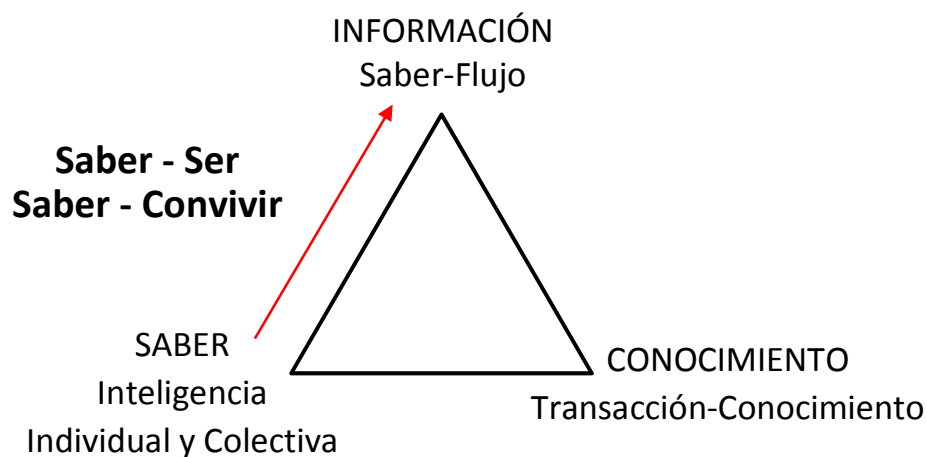 INFORMACIÓN
Saber-Flujo
Saber - Ser
Saber - Convivir
SABER
Inteligencia
Individual y Colectiva
CONOCIMIENTO
Transacción-Conocimiento